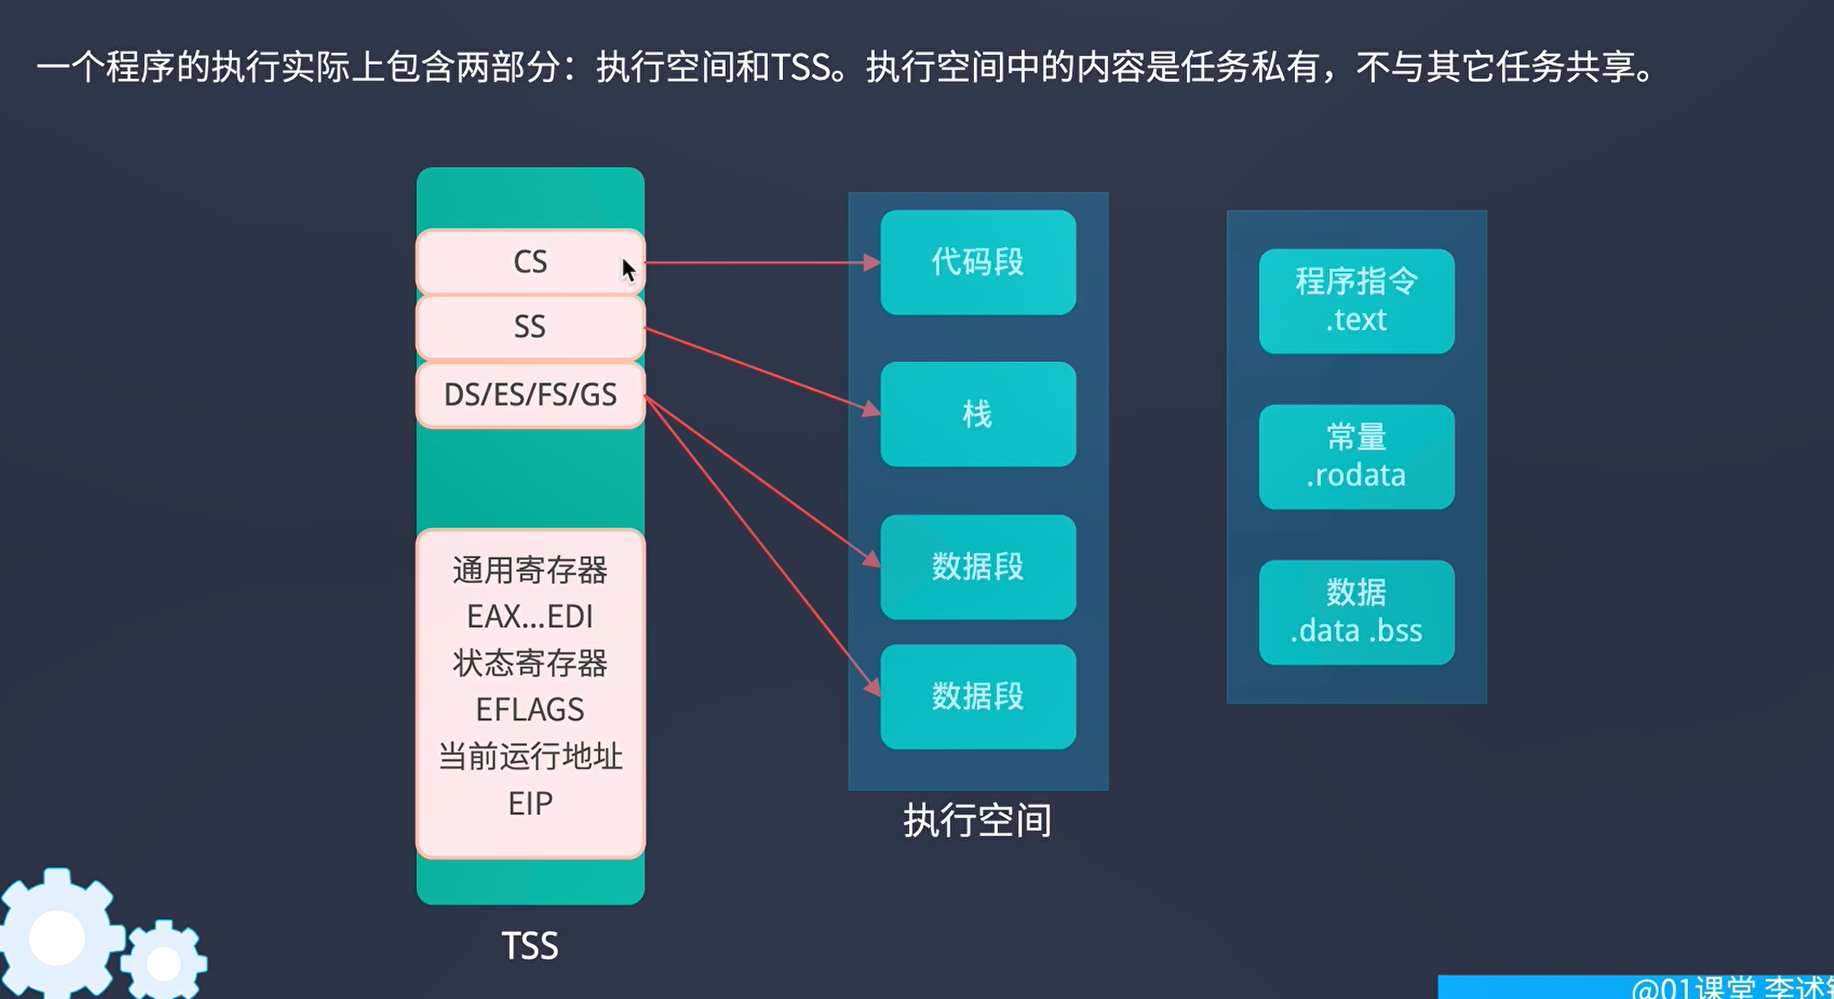 一个程序的执行实际上包含两部分：执行空间和TSS。执行空间中的内容是任务私有，不与其它任务共享。
CS
SS
DS/ES/FS/GS
通用寄存器
EAX...EDI
状态寄存器
EFLAGS
当前运行地址
EIP
TSS
代码段
栈
数据段
数据段
执行空间
程序指令
.text
常量
.rodata
数据
.data .bss
@01课堂 李述